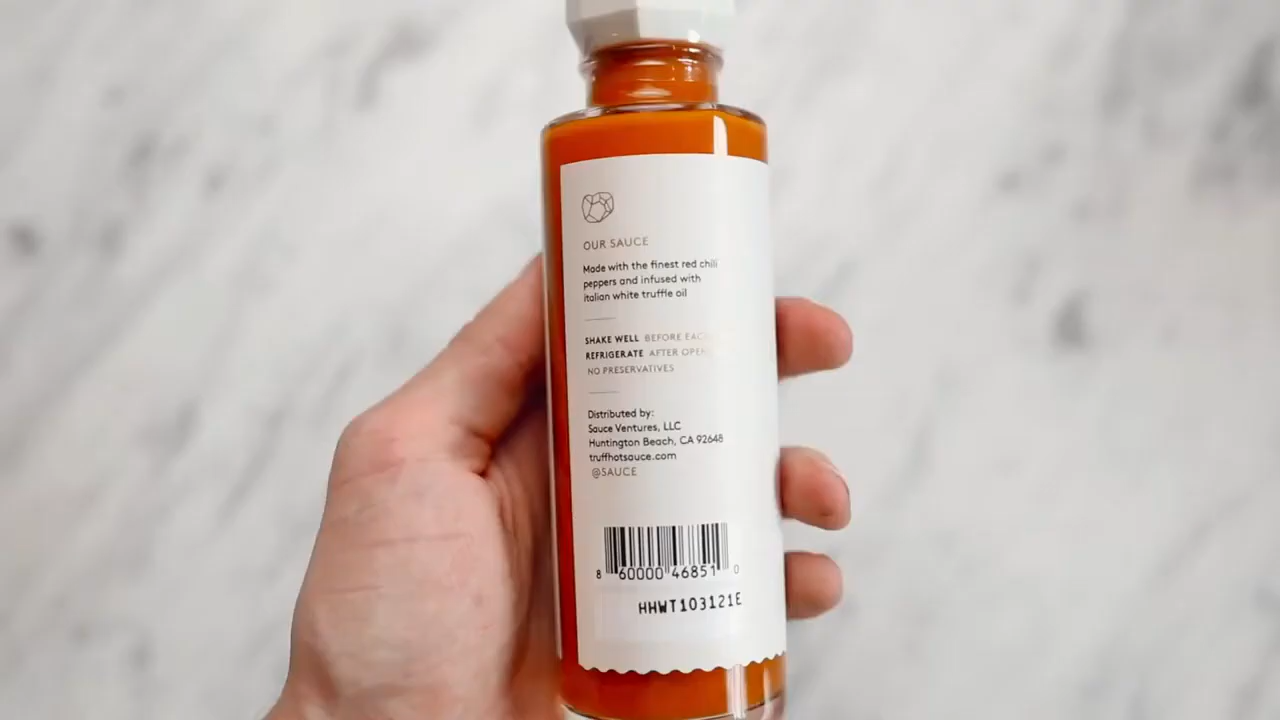 OUR SAUCE
Made with the finest red chili
peppers and infused with
italian white truffle oil
SHAKE WELL BEFORE EACH
REFRIGERATE AFTER
NO PRESERVATIVES
Distributed by:
Sauce Ventures, LLC
Huntington Beach, CA 92648
truffhotsauce.com
@SAUCE
8 60000 46851 0
HHWT103121E